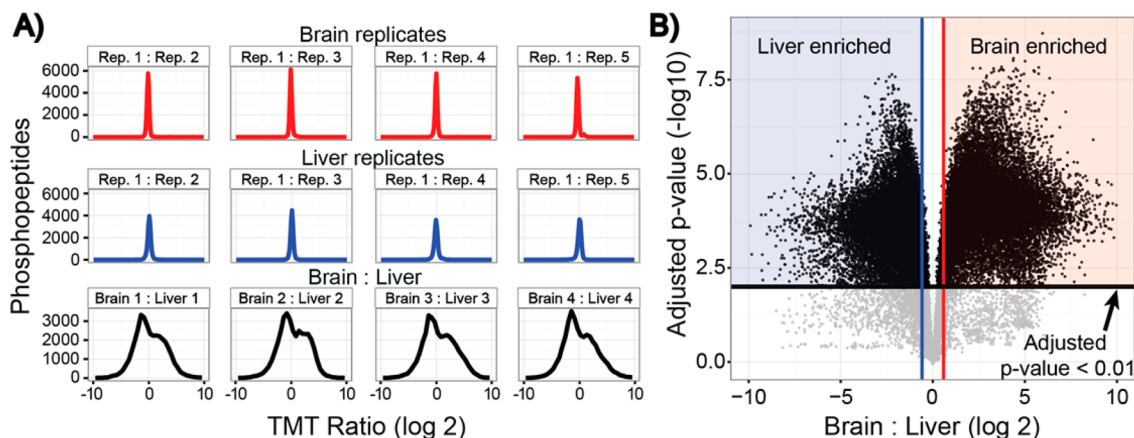 A)
Brain replicates
Rep. 1 : Rep. 2
Rep. 1 : Rep. 3
Rep. 1 : Rep. 4
Rep. 1 : Rep. 5
6000
4000
2000
0
Liver replicates
Rep. 1 : Rep. 2
Rep. 1 : Rep. 3
Rep. 1 : Rep. 4
Rep. 1 : Rep. 5
6000
4000
2000
0
Brain : Liver
Brain 1 : Liver 1
Brain 2 : Liver 2
Brain 3 : Liver 3
Brain 4 : Liver 4
3000
2000
1000
0
-10 0 10
-10 0 10
-10 0 10
-10 0 10
Phosphopeptides
TMT Ratio (log 2)
B)
Liver enriched
Brain enriched
7.5
5.0
2.5
0.0
Adjusted p-value (-log10)
Adjusted
p-value < 0.01
−10 −5 0 5 10
Brain : Liver (log 2)